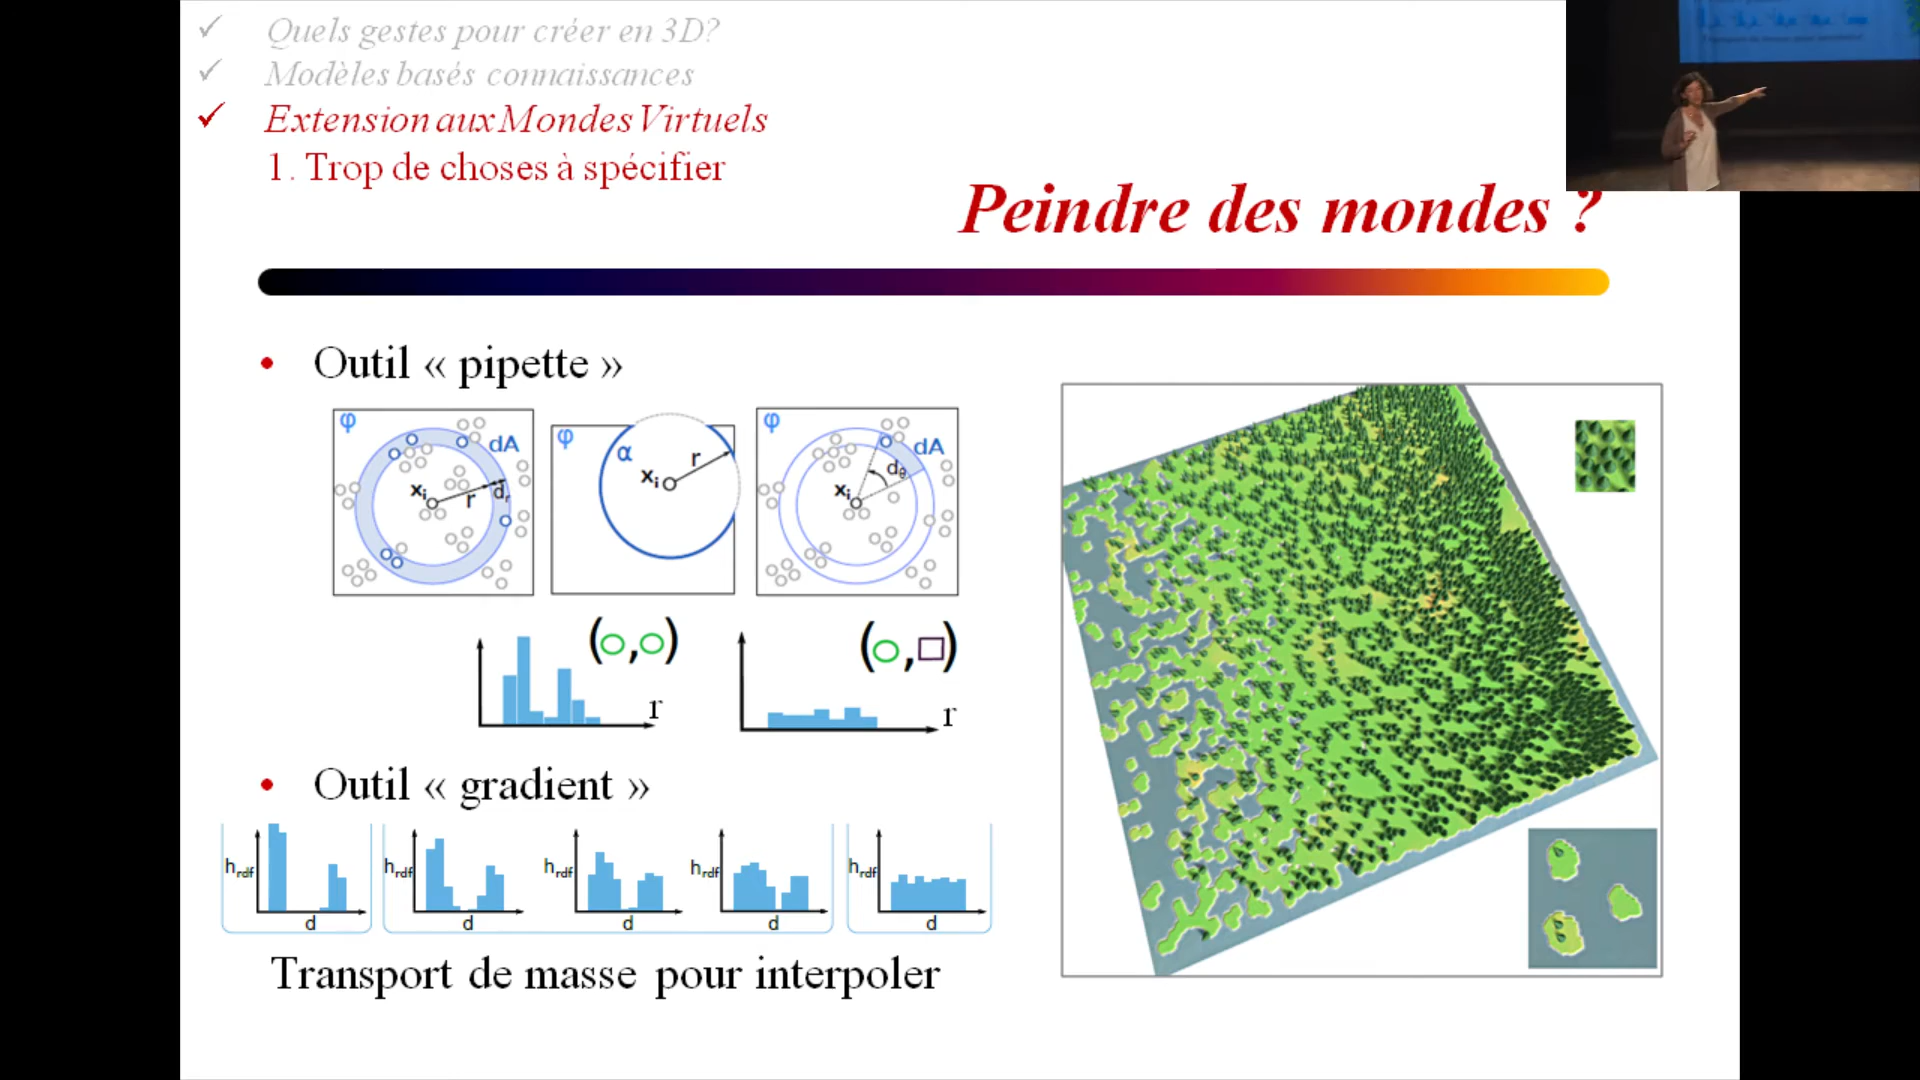 Quels gestes pour créer en 3D?
Modèles basés connaissances
Extension aux Mondes Virtuels
1. Trop de choses à spécifier
Peindre des mondes ?
• Outil « pipette »
φ dA xi r dr
φ α xi r
φ dA xi dθ
(○,○) r
(○,□) r
• Outil « gradient »
hrdf hrdf hrdf hrdf hrdf
d d d d d
Transport de masse pour interpoler